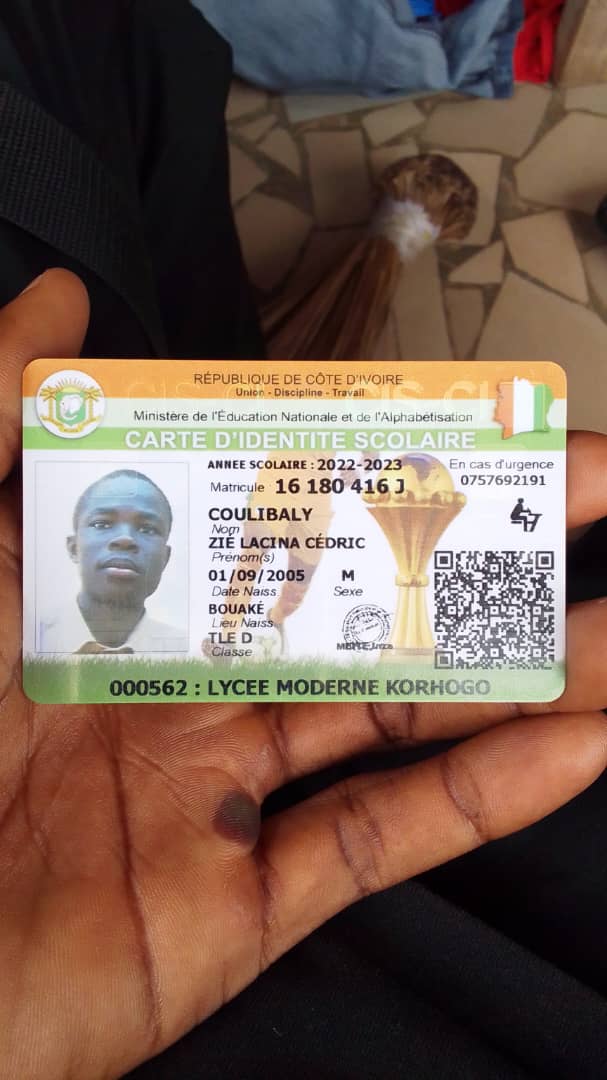 RÉPUBLIQUE DE CÔTE D'IVOIRE
Union - Discipline - Travail
Ministère de l'Éducation Nationale et de l'Alphabétisation
CARTE D'IDENTITE SCOLAIRE
ANNEE SCOLAIRE : 2022-2023
En cas d'urgence
0757692191
Matricule 16 180 416 J
COULIBALY
Nom
ZIE LACINA CÉDRIC
Prénom(s)
01/09/2005 M
Date Naiss. Sexe
BOUAKÉ
Lieu Naiss.
TLE D
Classe
000562 : LYCEE MODERNE KORHOGO